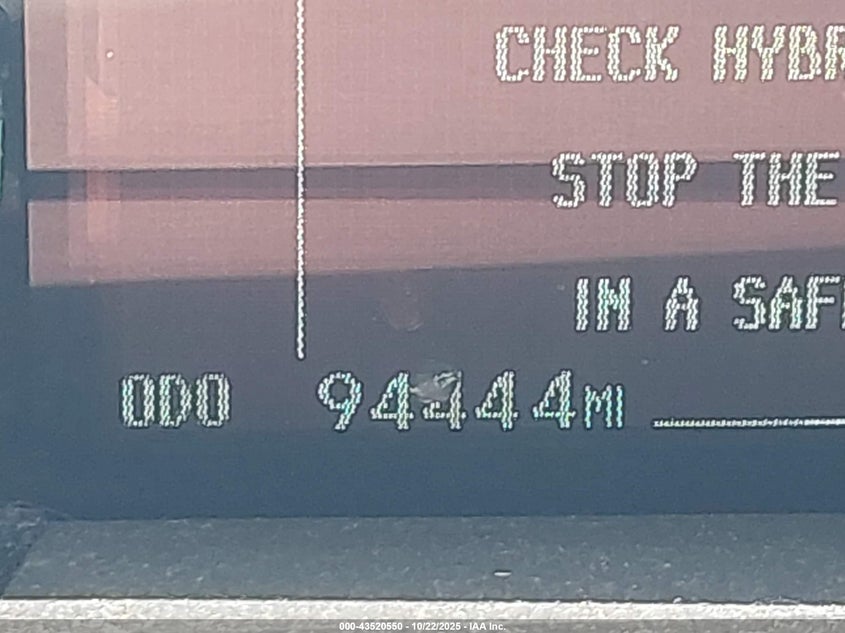 CHECK HYBR
STOP THE
IN A SAF
ODO 94444MI
000-43520550 - 10/22/2025 - IAA Inc.